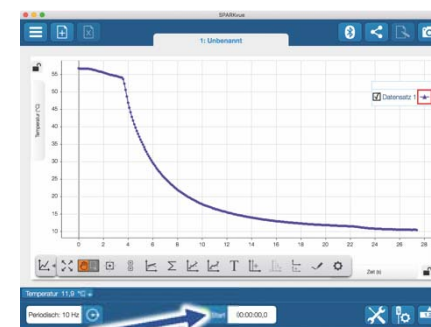 SPARKvue
1: Unbenannt
Temperatur (°C)
55
50
45
40
35
30
25
20
15
10
Datensatz 1
0 2 4 6 8 10 12 14 16 18 20 22 24 26 28
Σ T
Zeit (s)
Temperatur 11,9 °C
Periodisch: 10 Hz
Start
00:00:00,0